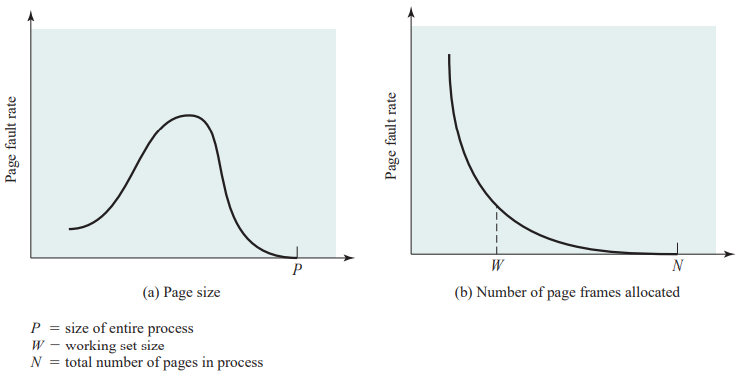 Page fault rate
P
(a) Page size
Page fault rate
W
N
(b) Number of page frames allocated
P = size of entire process
W = working set size
N = total number of pages in process